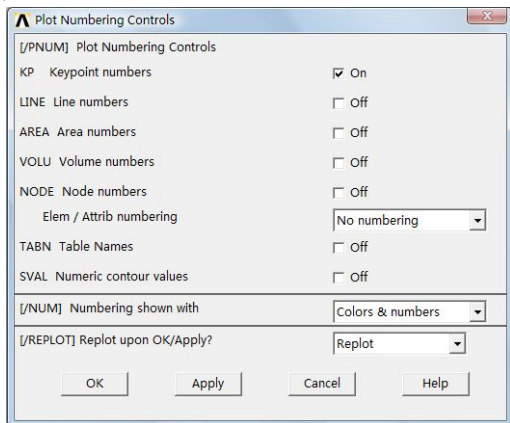 Plot Numbering Controls
[/PNUM] Plot Numbering Controls
KP Keypoint numbers On
LINE Line numbers Off
AREA Area numbers Off
VOLU Volume numbers Off
NODE Node numbers Off
Elem / Attrib numbering No numbering
TABN Table Names Off
SVAL Numeric contour values Off
[/NUM] Numbering shown with Colors & numbers
[/REPLOT] Replot upon OK/Apply? Replot
OK Apply Cancel Help